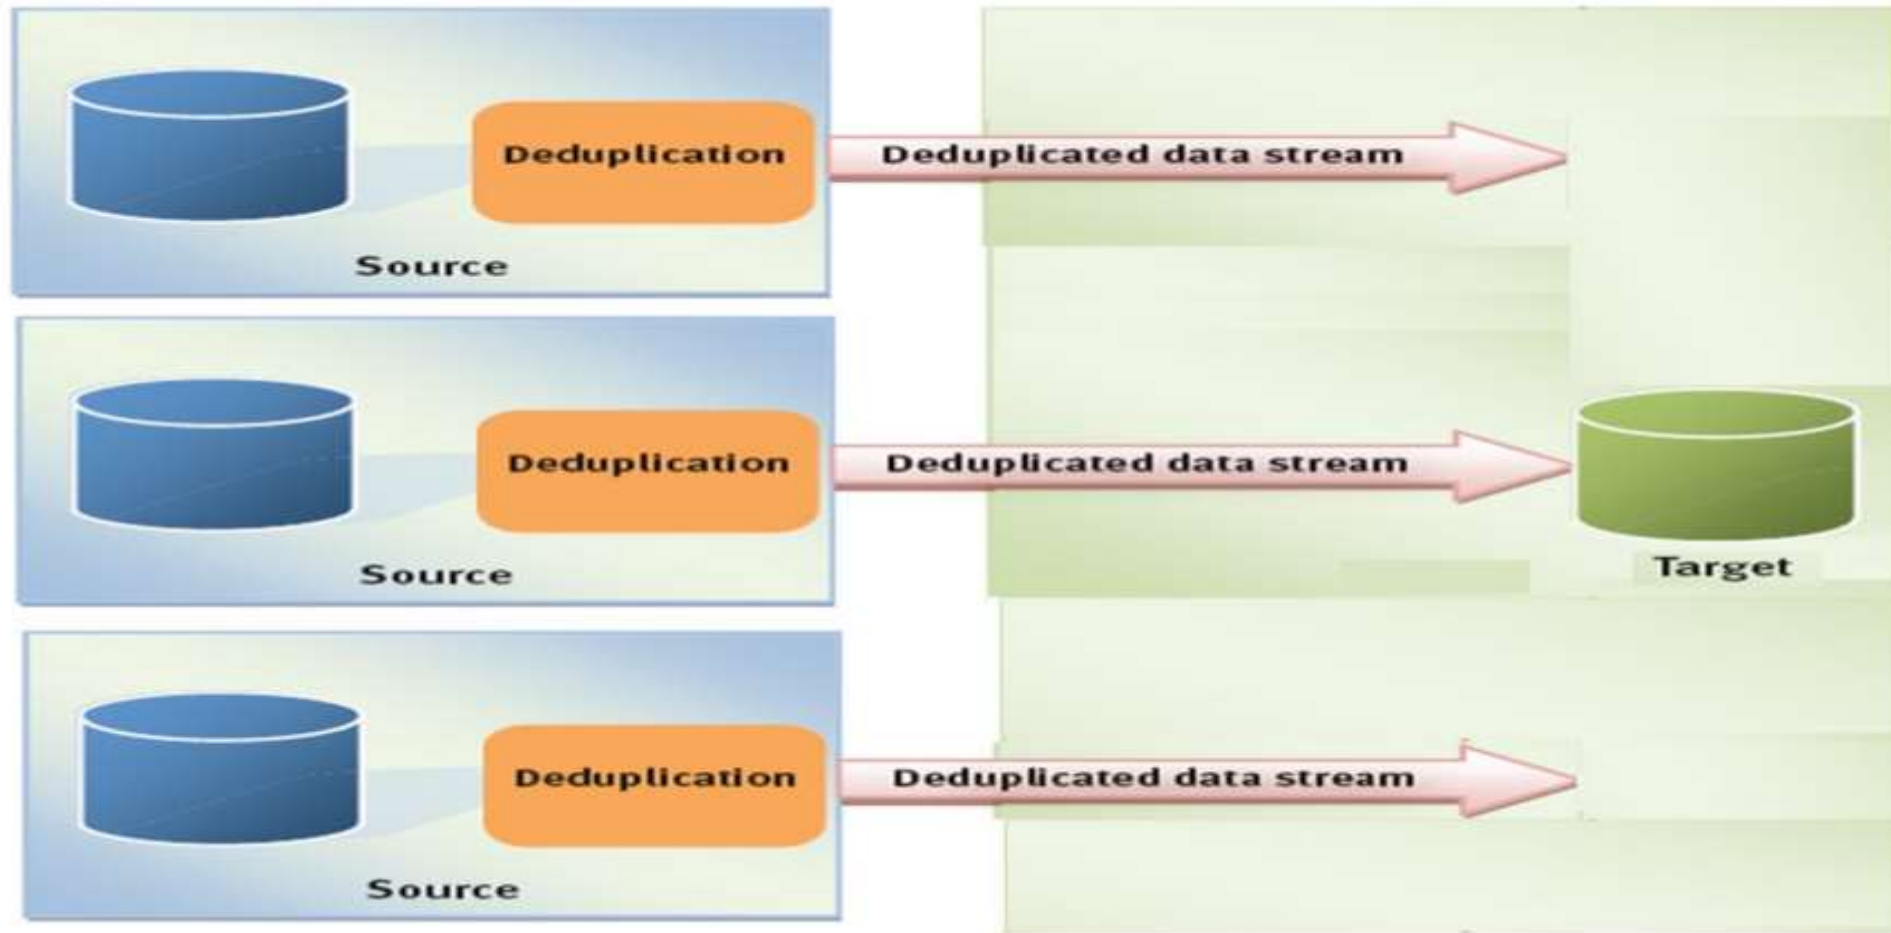 Deduplication
Deduplicated data stream
Source
Deduplication
Deduplicated data stream
Source
Target
Deduplication
Deduplicated data stream
Source